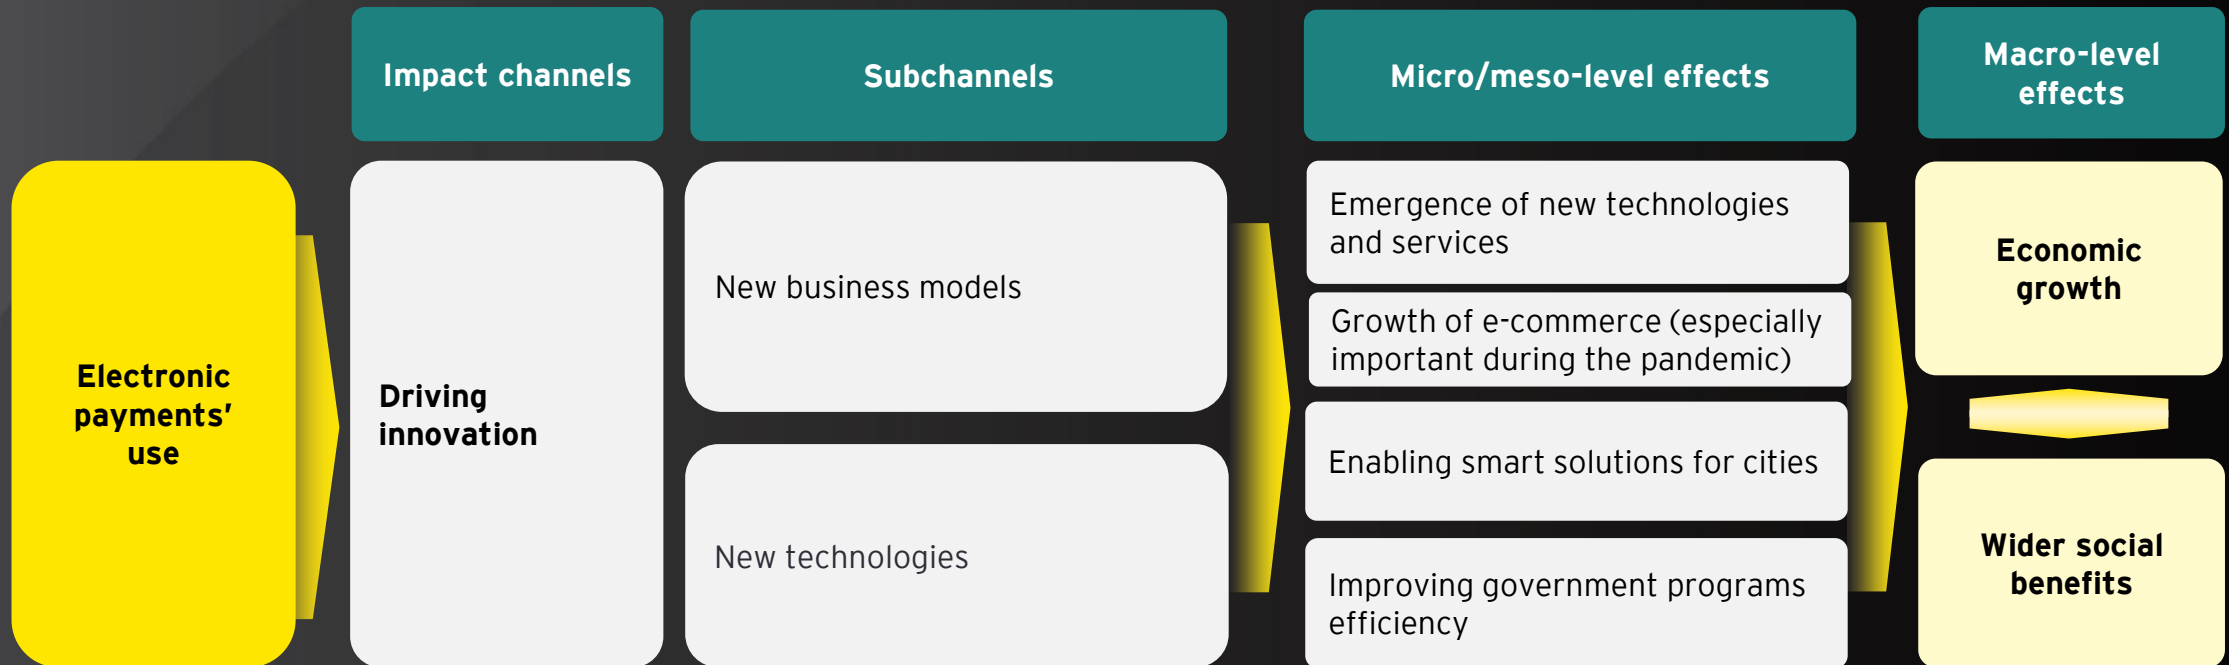 Impact channels
Subchannels
Micro/meso-level effects
Macro-level
effects
Electronic
payments’
use
Driving
innovation
New business models
New technologies
Emergence of new technologies
and services
Growth of e-commerce (especially
important during the pandemic)
Enabling smart solutions for cities
Improving government programs
efficiency
Economic
growth
Wider social
benefits